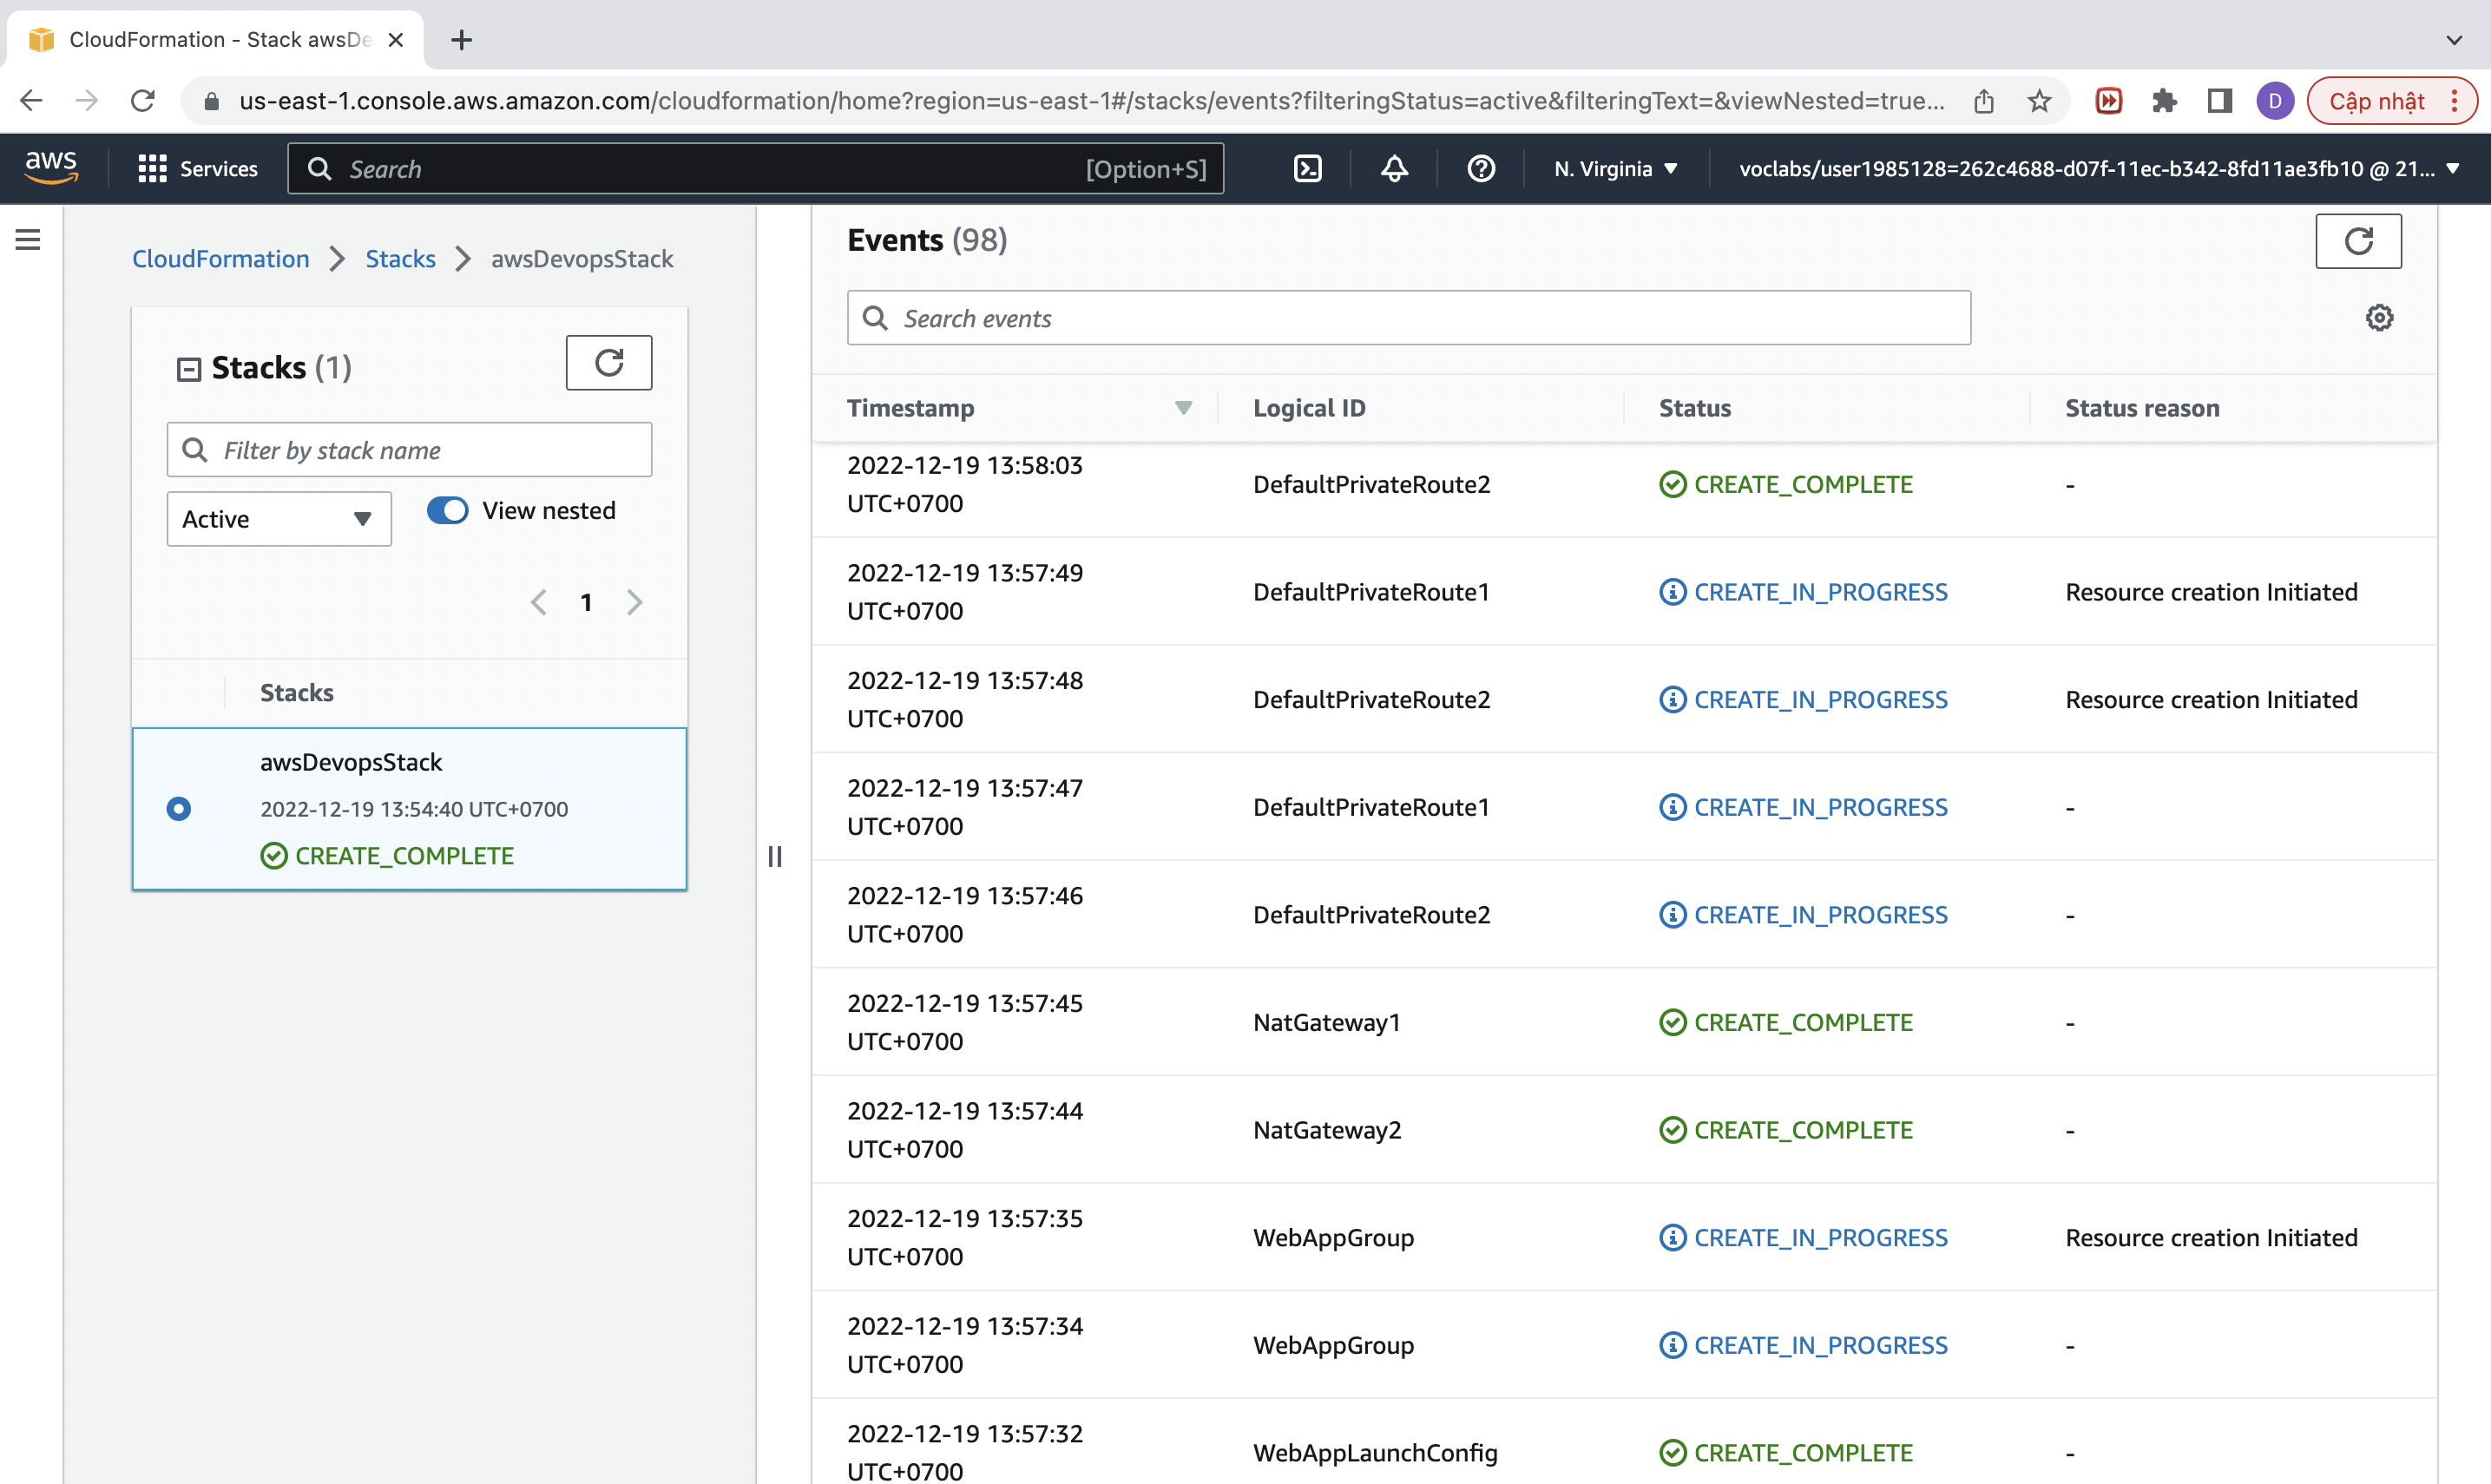 CloudFormation - Stack awsDe
us-east-1.console.aws.amazon.com/cloudformation/home?region=us-east-1#/stacks/events?filteringStatus=active&filteringText=&viewNested=true...
D
Cập nhật
aws
Services
Search
[Option+S]
N. Virginia
voclabs/user1985128=262c4688-d07f-11ec-b342-8fd11ae3fb10 @ 21...
CloudFormation
Stacks
awsDevopsStack
Stacks (1)
Filter by stack name
Active
View nested
1
Stacks
awsDevopsStack
2022-12-19 13:54:40 UTC+0700
CREATE_COMPLETE
Events (98)
Search events
Timestamp Logical ID Status Status reason
2022-12-19 13:58:03
UTC+0700
DefaultPrivateRoute2 CREATE_COMPLETE -
2022-12-19 13:57:49
UTC+0700
DefaultPrivateRoute1 CREATE_IN_PROGRESS Resource creation Initiated
2022-12-19 13:57:48
UTC+0700
DefaultPrivateRoute2 CREATE_IN_PROGRESS Resource creation Initiated
2022-12-19 13:57:47
UTC+0700
DefaultPrivateRoute1 CREATE_IN_PROGRESS -
2022-12-19 13:57:46
UTC+0700
DefaultPrivateRoute2 CREATE_IN_PROGRESS -
2022-12-19 13:57:45
UTC+0700
NatGateway1 CREATE_COMPLETE -
2022-12-19 13:57:44
UTC+0700
NatGateway2 CREATE_COMPLETE -
2022-12-19 13:57:35
UTC+0700
WebAppGroup CREATE_IN_PROGRESS Resource creation Initiated
2022-12-19 13:57:34
UTC+0700
WebAppGroup CREATE_IN_PROGRESS -
2022-12-19 13:57:32
UTC+0700
WebAppLaunchConfig CREATE_COMPLETE -